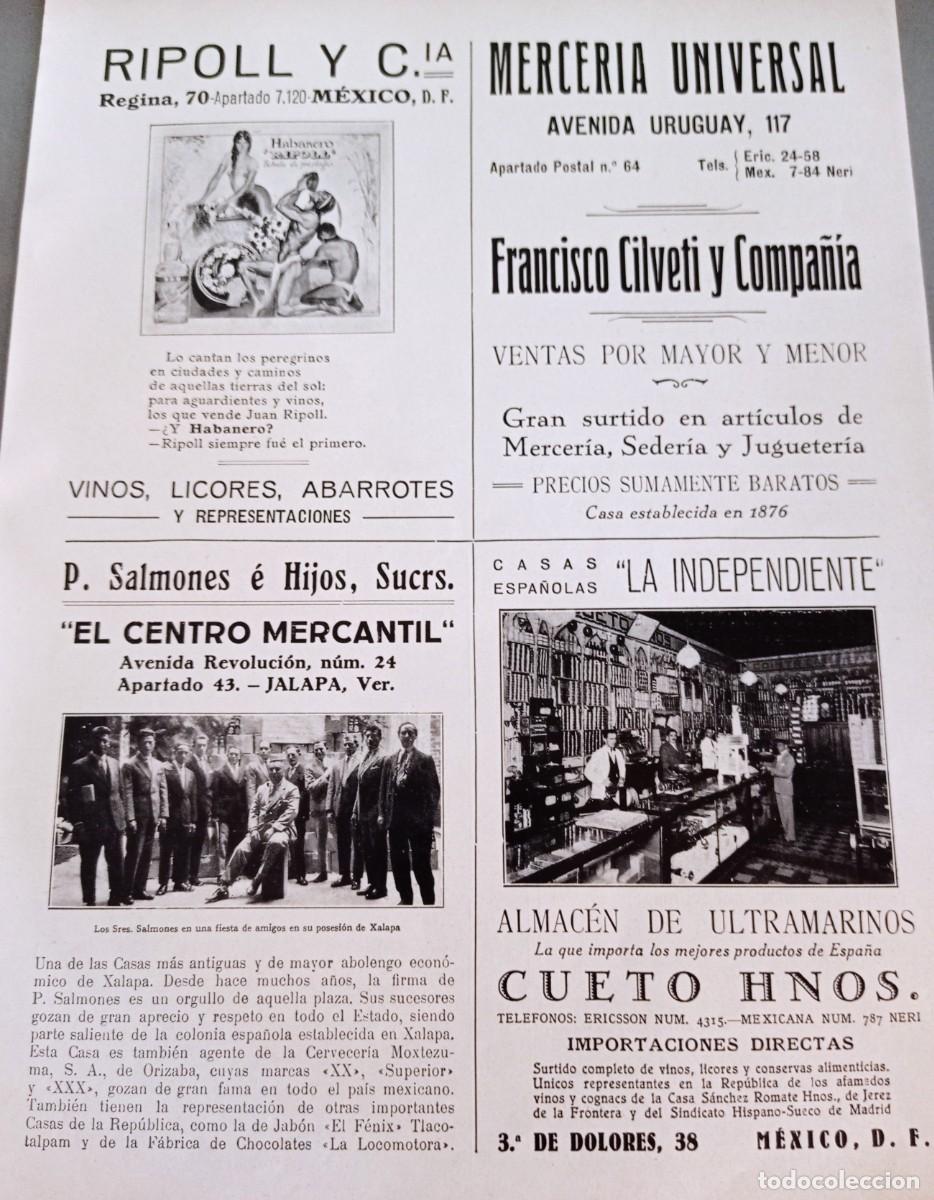 RIPOLL Y C.IA
Regina, 70-Apartado 7.120-MÉXICO, D. F.
Habanero
"RIPOLL"
Lo cantan los peregrinos
en ciudades y caminos
de aquellas tierras del sol:
para aguardientes y vinos,
los que vende Juan Ripoll.
—¿Y Habanero?
—Ripoll siempre fué el primero.
VINOS, LICORES, ABARROTES
Y REPRESENTACIONES
MERCERIA UNIVERSAL
AVENIDA URUGUAY, 117
Apartado Postal n.º 64
Tels. { Eric. 24-58
Mex. 7-84 Neri
Francisco Cilveti y Compañía
VENTAS POR MAYOR Y MENOR
Gran surtido en artículos de
Mercería, Sedería y Juguetería
PRECIOS SUMAMENTE BARATOS
Casa establecida en 1876
P. Salmones é Hijos, Sucrs.
"EL CENTRO MERCANTIL"
Avenida Revolución, núm. 24
Apartado 43. – JALAPA, Ver.
Los Sres. Salmones en una fiesta de amigos en su posesión de Xalapa
Una de las Casas más antiguas y de mayor abolengo econó-
mico de Xalapa. Desde hace muchos años, la firma de
P. Salmones es un orgullo de aquella plaza. Sus sucesores
gozan de gran aprecio y respeto en todo el Estado, siendo
parte saliente de la colonia española establecida en Xalapa.
Esta Casa es también agente de la Cervecería Moxtezu-
ma, S. A., de Orizaba, cuyas marcas «XX», «Superior»
y «XXX», gozan de gran fama en todo el país mexicano.
También tienen la representación de otras importantes
Casas de la República, como la de Jabón «El Fénix» Tlaco-
talpam y de la Fábrica de Chocolates «La Locomotora».
CASAS
ESPAÑOLAS
"LA INDEPENDIENTE"
ALMACÉN DE ULTRAMARINOS
La que importa los mejores productos de España
CUETO HNOS.
TELEFONOS: ERICSSON NUM. 4315.—MEXICANA NUM. 787 NERI
IMPORTACIONES DIRECTAS
Surtido completo de vinos, licores y conservas alimenticias.
Unicos representantes en la República de los afamados
vinos y cognacs de la Casa Sánchez Romate Hnos., de Jerez
de la Frontera y del Sindicato Hispano-Sueco de Madrid
3.ª DE DOLORES, 38 MÉXICO, D. F.
todocoleccion